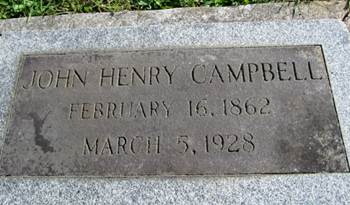 JOHN HENRY CAMPBELL
FEBRUARY 16, 1862
MARCH 5, 1928